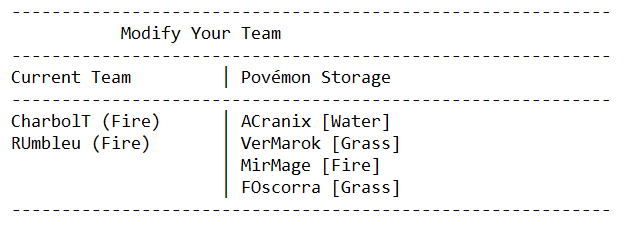 Modify Your Team
Current Team | Povémon Storage
CharbolT (Fire) | ACranix [Water]
RUmbleu (Fire) | VerMarok [Grass]
| MirMage [Fire]
| FOscorra [Grass]